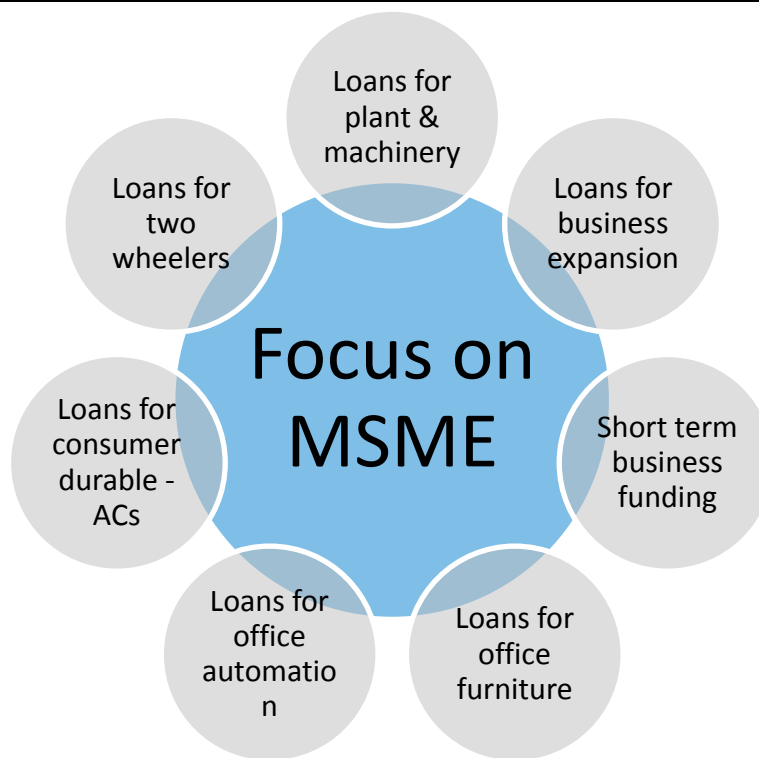 Loans for
plant &
machinery
Loans for
business
expansion
Short term
business
funding
Loans for
office
furniture
Loans for
office
automatio
n
Loans for
consumer
durable -
ACs
Loans for
two
wheelers
Focus on
MSME